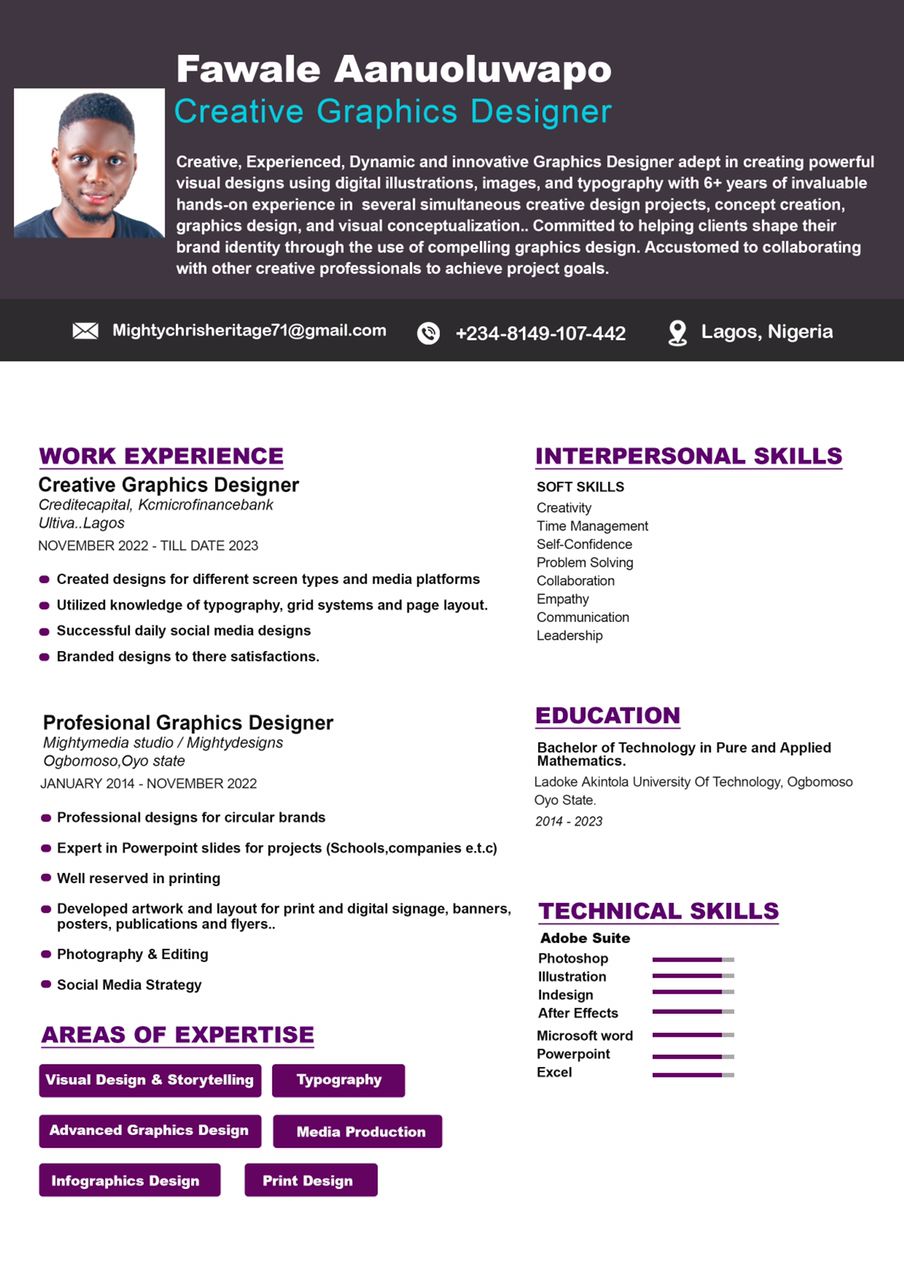 Fawale Aanuoluwapo
Creative Graphics Designer
Creative, Experienced, Dynamic and innovative Graphics Designer adept in creating powerful
visual designs using digital illustrations, images, and typography with 6+ years of invaluable
hands-on experience in several simultaneous creative design projects, concept creation,
graphics design, and visual conceptualization.. Committed to helping clients shape their
brand identity through the use of compelling graphics design. Accustomed to collaborating
with other creative professionals to achieve project goals.
Mightychrisheritage71@gmail.com
+234-8149-107-442
Lagos, Nigeria
WORK EXPERIENCE
Creative Graphics Designer
Creditecapital, Kcmicrofinancebank
Ultiva..Lagos
NOVEMBER 2022 - TILL DATE 2023
Created designs for different screen types and media platforms
Utilized knowledge of typography, grid systems and page layout.
Successful daily social media designs
Branded designs to there satisfactions.
Profesional Graphics Designer
Mightymedia studio / Mightydesigns
Ogbomoso,Oyo state
JANUARY 2014 - NOVEMBER 2022
Professional designs for circular brands
Expert in Powerpoint slides for projects (Schools,companies e.t.c)
Well reserved in printing
Developed artwork and layout for print and digital signage, banners,
posters, publications and flyers..
Photography & Editing
Social Media Strategy
AREAS OF EXPERTISE
Visual Design & Storytelling
Typography
Advanced Graphics Design
Media Production
Infographics Design
Print Design
INTERPERSONAL SKILLS
SOFT SKILLS
Creativity
Time Management
Self-Confidence
Problem Solving
Collaboration
Empathy
Communication
Leadership
EDUCATION
Bachelor of Technology in Pure and Applied
Mathematics.
Ladoke Akintola University Of Technology, Ogbomoso
Oyo State.
2014 - 2023
TECHNICAL SKILLS
Adobe Suite
Photoshop
Illustration
Indesign
After Effects
Microsoft word
Powerpoint
Excel